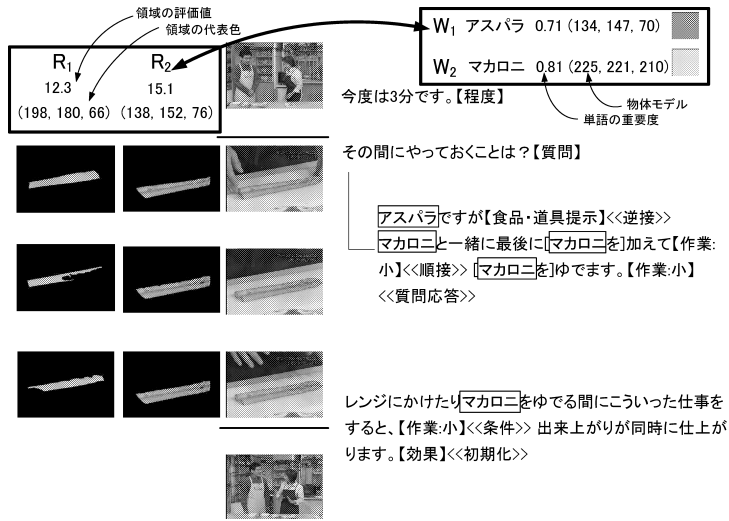 領域の評価値
領域の代表色
R1 R2
12.3 15.1
(198, 180, 66) (138, 152, 76)
W1 アスパラ 0.71 (134, 147, 70)
W2 マカロニ 0.81 (225, 221, 210)
物体モデル
単語の重要度
今度は3分です。【程度】
その間にやっておくことは？【質問】
アスパラですが【食品・道具提示】<<逆接>>
マカロニと一緒に最後に[マカロニを]加えて【作業:
小】<<順接>> [マカロニを]ゆでます。【作業:小】
<<質問応答>>
レンジにかけたりマカロニをゆでる間にこういった仕事を
すると、【作業:小】<<条件>> 出来上がりが同時に仕上が
ります。【効果】<<初期化>>